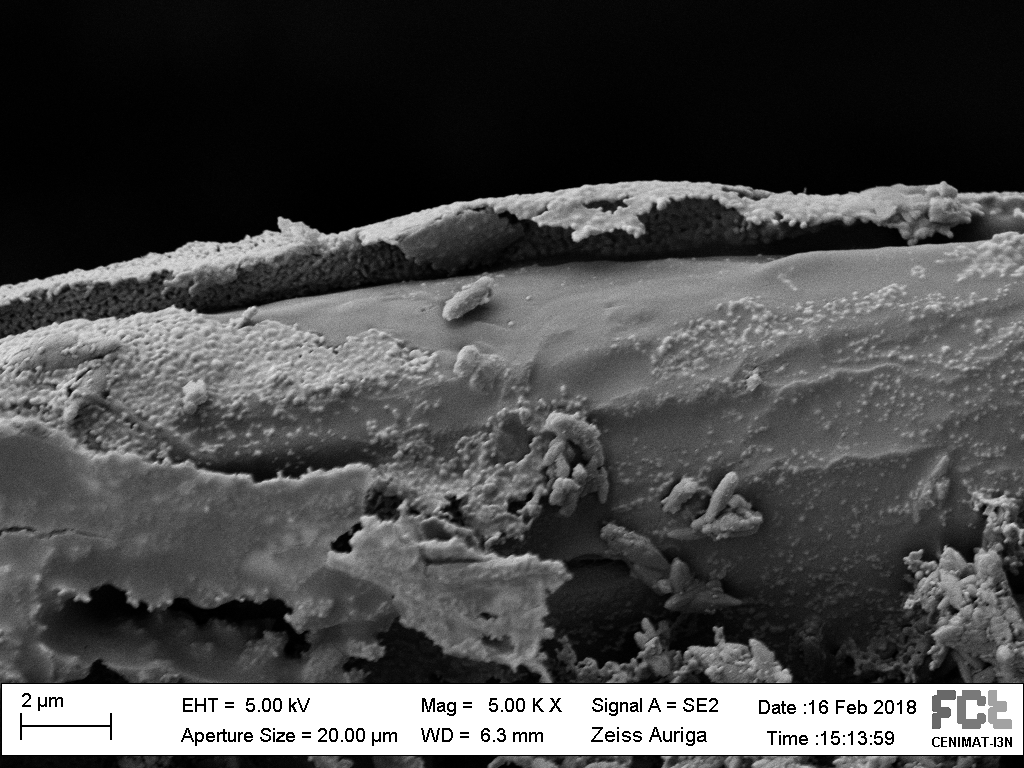 2 µm
EHT = 5.00 kV
Mag = 5.00 K X
Signal A = SE2
Date :16 Feb 2018
Aperture Size = 20.00 µm
WD = 6.3 mm
Zeiss Auriga
Time :15:13:59
FCt
CENIMAT-I3N